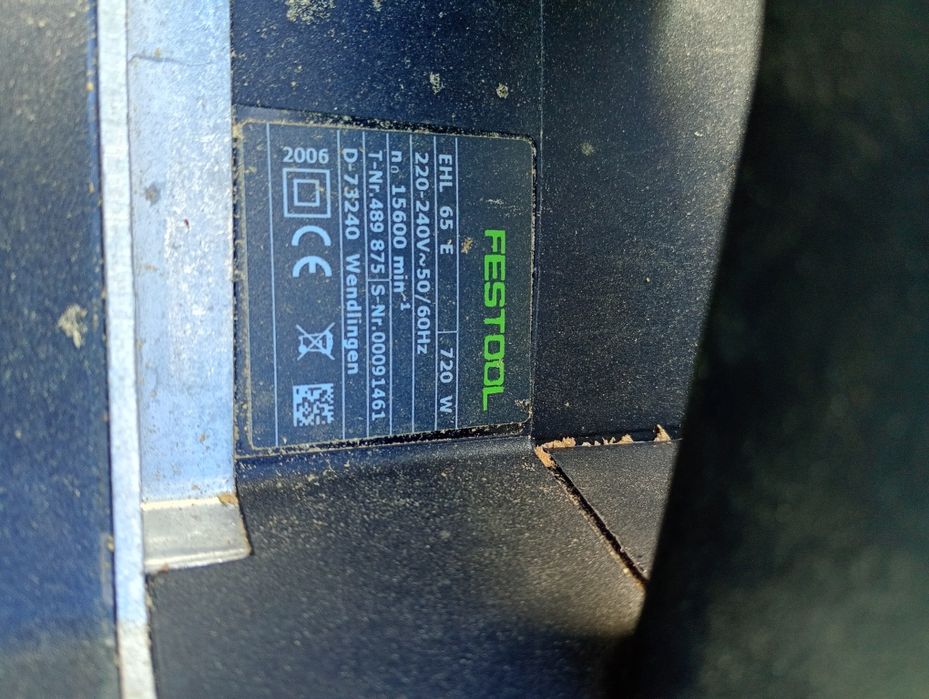 FESTOOL
EHL 65 E 720 W
220-240V~50/60Hz
n₀ 15600 min⁻¹
T-Nr.489 875 S-Nr.00091461
D-73240 Wendlingen
2006 CE